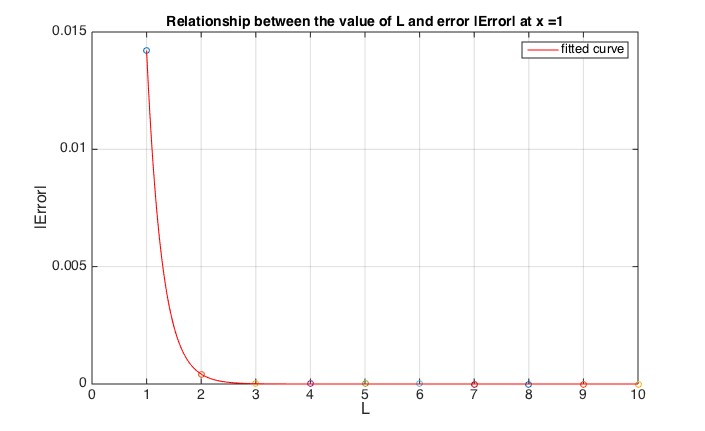 Relationship between the value of L and error |Error| at x =1
0.015
fitted curve
0.01
|Error|
0.005
0
0 1 2 3 4 5 6 7 8 9 10
L